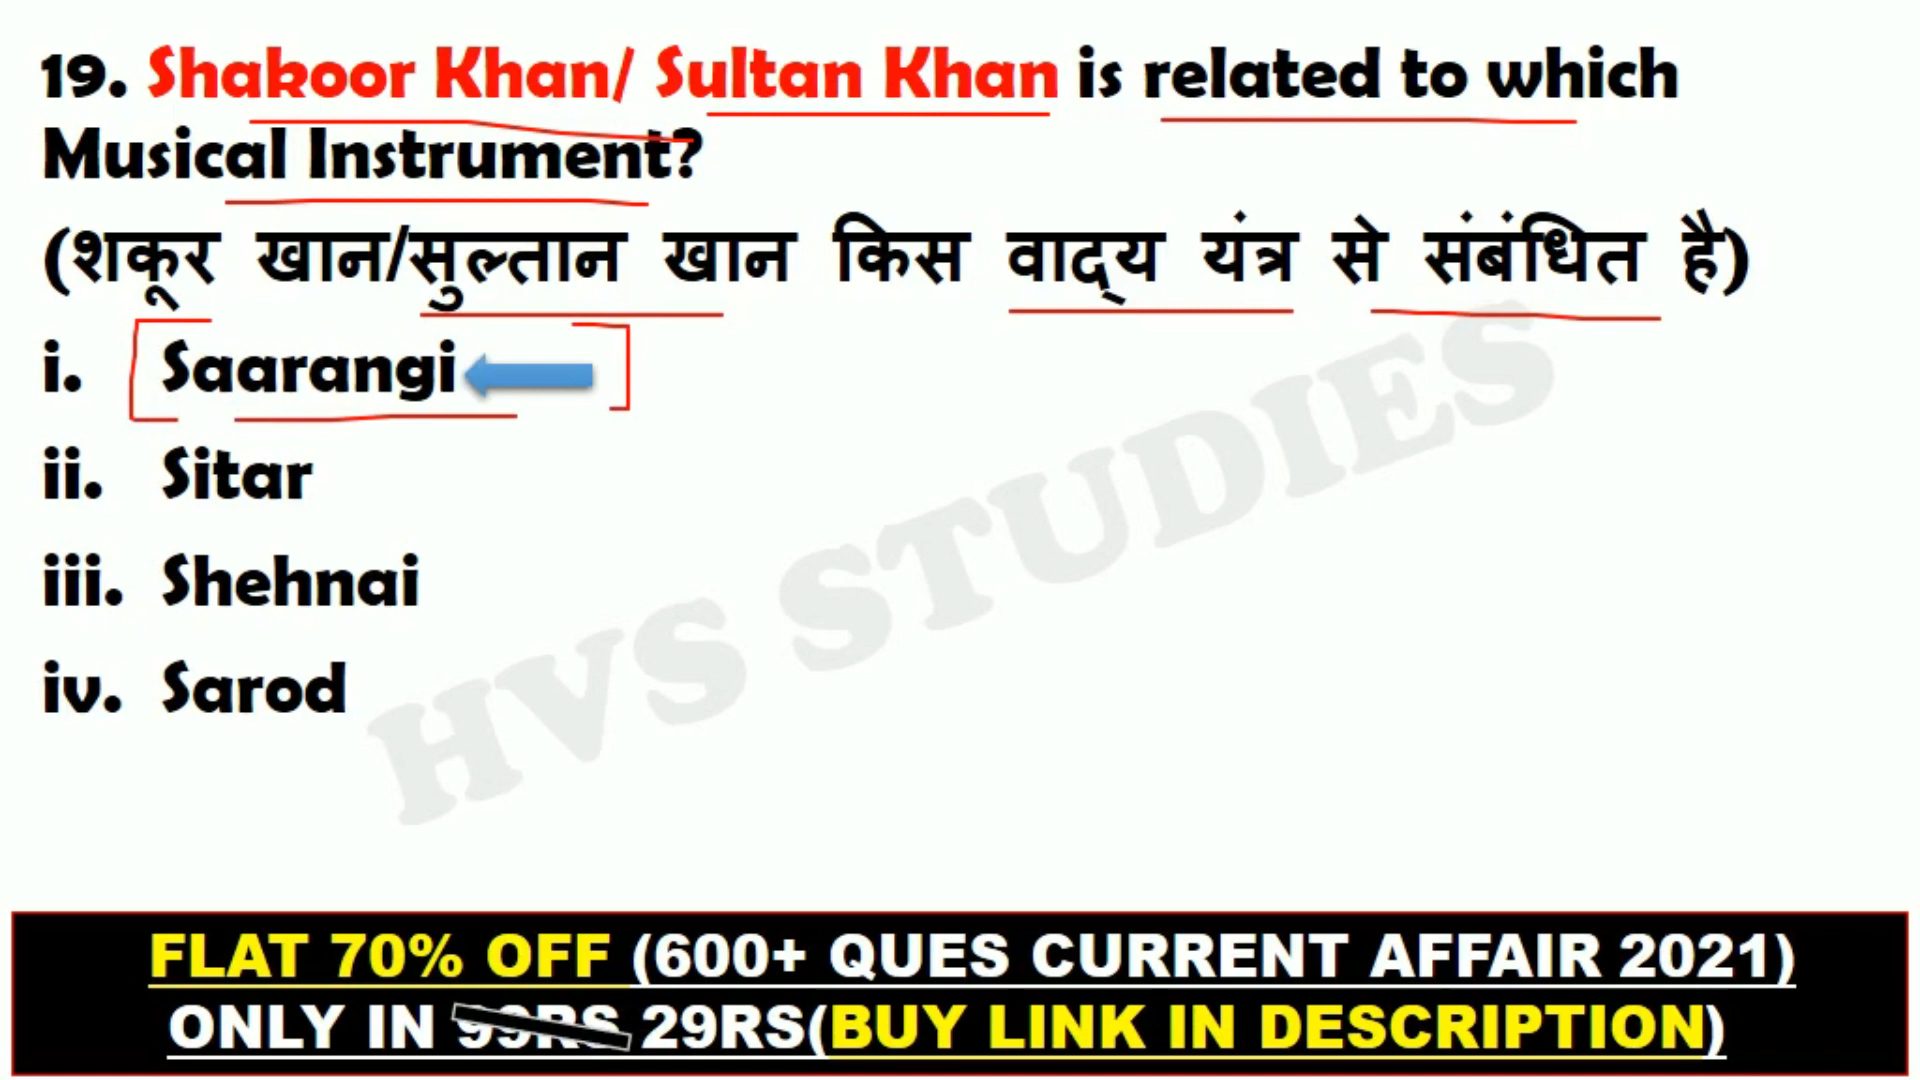 19. Shakoor Khan/ Sultan Khan is related to which
Musical Instrument?
(शकूर खान/सुल्तान खान किस वाद्य यंत्र से संबंधित है)
i. Saarangi
ii. Sitar
iii. Shehnai
iv. Sarod
HVS STUDIES
FLAT 70% OFF (600+ QUES CURRENT AFFAIR 2021)
ONLY IN 99RS 29RS(BUY LINK IN DESCRIPTION)